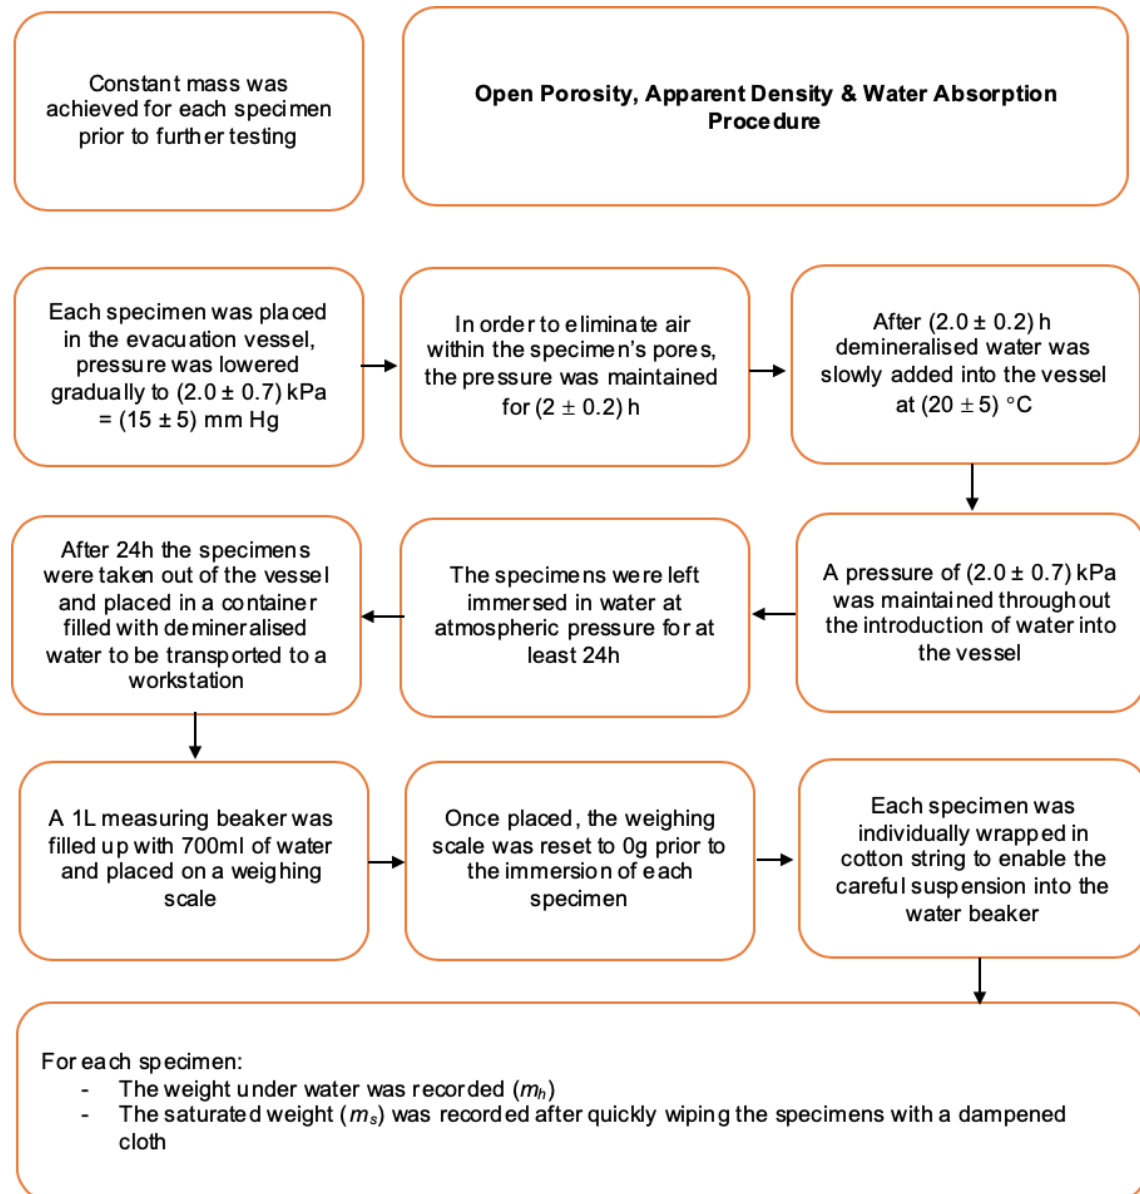 Constant mass was
achieved for each specimen
prior to further testing
Open Porosity, Apparent Density & Water Absorption
Procedure
Each specimen was placed
in the evacuation vessel,
pressure was lowered
gradually to (2.0 ± 0.7) kPa
= (15 ± 5) mm Hg
In order to eliminate air
within the specimen's pores,
the pressure was maintained
for (2 ± 0.2) h
After (2.0 ± 0.2) h
demineralised water was
slowly added into the vessel
at (20 ± 5) °C
A pressure of (2.0 ± 0.7) kPa
was maintained throughout
the introduction of water into
the vessel
The specimens were left
immersed in water at
atmospheric pressure for at
least 24h
After 24h the specimens
were taken out of the vessel
and placed in a container
filled with demineralised
water to be transported to a
workstation
A 1L measuring beaker was
filled up with 700ml of water
and placed on a weighing
scale
Once placed, the weighing
scale was reset to 0g prior to
the immersion of each
specimen
Each specimen was
individually wrapped in
cotton string to enable the
careful suspension into the
water beaker
For each specimen:
- The weight under water was recorded (mh)
- The saturated weight (ms) was recorded after quickly wiping the specimens with a dampened
cloth